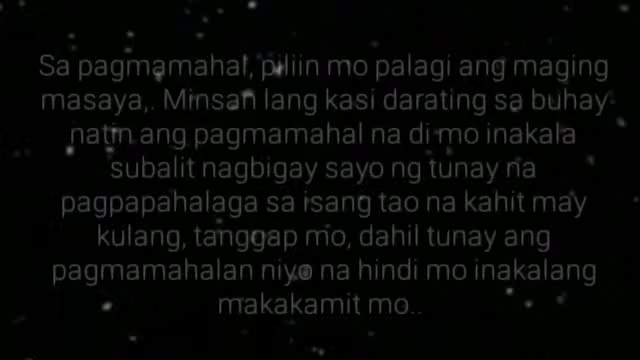 Sa pagmamahal, piliin mo palagi ang maging
masaya,. Minsan lang kasi darating sa buhay
natin ang pagmamahal na di mo inakala
subalit nagbigay sayo ng tunay na
pagpapahalaga sa isang tao na kahit may
kulang, tanggap mo, dahil tunay ang
pagmamahalan niyo na hindi mo inakalang
makakamit mo..